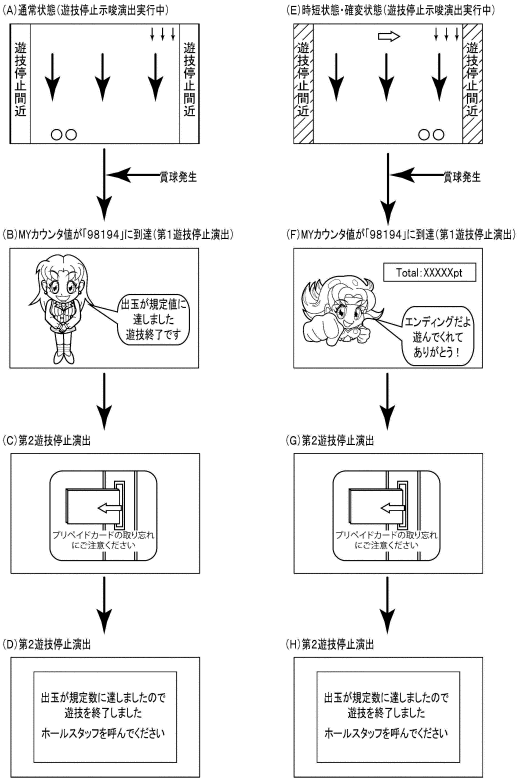 (A)通常状態(遊技停止示唆演出実行中)
遊技停止間近
遊技停止間近
賞球発生
(B)MYカウンタ値が「98194」に到達(第1遊技停止演出)
出玉が規定値に
達しました
遊技終了です
(C)第2遊技停止演出
プリペイドカードの取り忘れ
にご注意ください
(D)第2遊技停止演出
出玉が規定数に達しましたので
遊技を終了しました
ホールスタッフを呼んでください
(E)時短状態・確変状態(遊技停止示唆演出実行中)
遊技停止間近
遊技停止間近
賞球発生
(F)MYカウンタ値が「98194」に到達(第1遊技停止演出)
Total:XXXXXpt
エンディングだよ
遊んでくれて
ありがとう!
(G)第2遊技停止演出
プリペイドカードの取り忘れ
にご注意ください
(H)第2遊技停止演出
出玉が規定数に達しましたので
遊技を終了しました
ホールスタッフを呼んでください